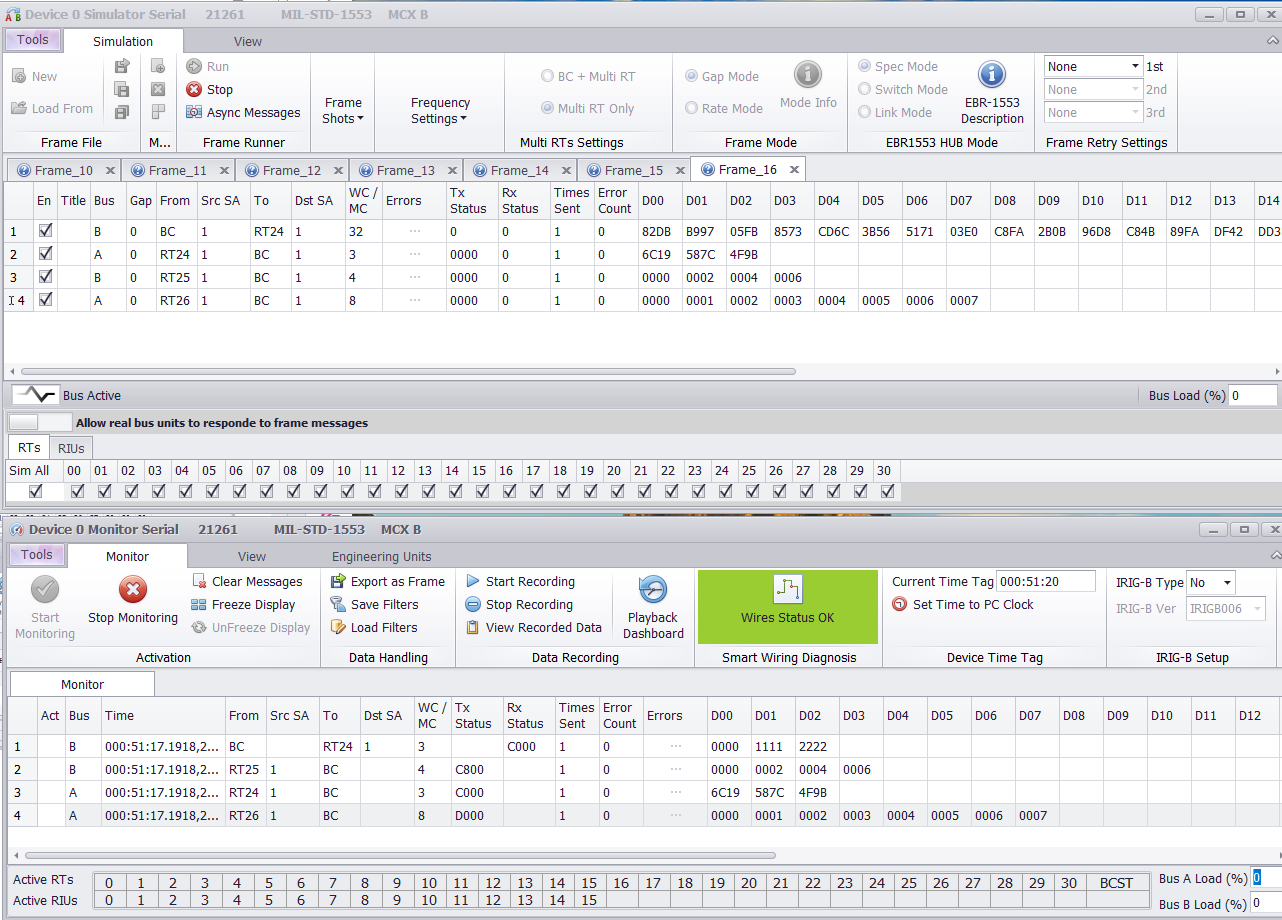 Device 0 Simulator Serial 21261 MIL-STD-1553 MCX B
Tools Simulation View
New Run 1st None
Load From Stop 2nd None
Async Messages 3rd None
Frame Shots
Frequency Settings
BC + Multi RT
Multi RT Only
Gap Mode
Rate Mode
Mode Info
Spec Mode
Switch Mode
Link Mode
EBR-1553 Description
Frame File M... Frame Runner Multi RTs Settings Frame Mode EBR1553 HUB Mode Frame Retry Settings
Frame_10 Frame_11 Frame_12 Frame_13 Frame_14 Frame_15 Frame_16
En Title Bus Gap From Src SA To Dst SA WC / MC Errors Tx Status Rx Status Times Sent Error Count D00 D01 D02 D03 D04 D05 D06 D07 D08 D09 D10 D11 D12 D13 D14
1 B 0 BC 1 RT24 1 32 ... 0 0 1 0 82DB B997 05FB 8573 CD6C 3B56 5171 03E0 C8FA 2B0B 96D8 C84B 89FA DF42 DD3
2 A 0 RT24 1 BC 1 3 ... 0000 0 1 0 6C19 587C 4F9B
3 B 0 RT25 1 BC 1 4 ... 0000 0 1 0 0000 0002 0004 0006
4 A 0 RT26 1 BC 1 8 ... 0000 0 1 0 0000 0001 0002 0003 0004 0005 0006 0007
Bus Active Bus Load (%) 0
Allow real bus units to responde to frame messages
RTs RIUs
Sim All 00 01 02 03 04 05 06 07 08 09 10 11 12 13 14 15 16 17 18 19 20 21 22 23 24 25 26 27 28 29 30
Device 0 Monitor Serial 21261 MIL-STD-1553 MCX B
Tools Monitor View Engineering Units
Start Monitoring
Stop Monitoring
Clear Messages
Freeze Display
UnFreeze Display
Export as Frame
Save Filters
Load Filters
Start Recording
Stop Recording
View Recorded Data
Playback Dashboard
Wires Status OK
Current Time Tag 000:51:20
Set Time to PC Clock
IRIG-B Type No
IRIG-B Ver IRIGB006
Activation Data Handling Data Recording Smart Wiring Diagnosis Device Time Tag IRIG-B Setup
Monitor
Act Bus Time From Src SA To Dst SA WC / MC Tx Status Rx Status Times Sent Error Count Errors D00 D01 D02 D03 D04 D05 D06 D07 D08 D09 D10 D11 D12
1 B 000:51:17.1918,2... BC RT24 1 3 C000 1 0 ... 0000 1111 2222
2 B 000:51:17.1918,2... RT25 1 BC 4 C800 1 0 ... 0000 0002 0004 0006
3 A 000:51:17.1918,2... RT24 1 BC 3 C000 1 0 ... 6C19 587C 4F9B
4 A 000:51:17.1918,2... RT26 1 BC 8 D000 1 0 ... 0000 0001 0002 0003 0004 0005 0006 0007
Active RTs 0 1 2 3 4 5 6 7 8 9 10 11 12 13 14 15 16 17 18 19 20 21 22 23 24 25 26 27 28 29 30 BCST Bus A Load (%) 0
Active RIUs 0 1 2 3 4 5 6 7 8 9 10 11 12 13 14 15 Bus B Load (%) 0